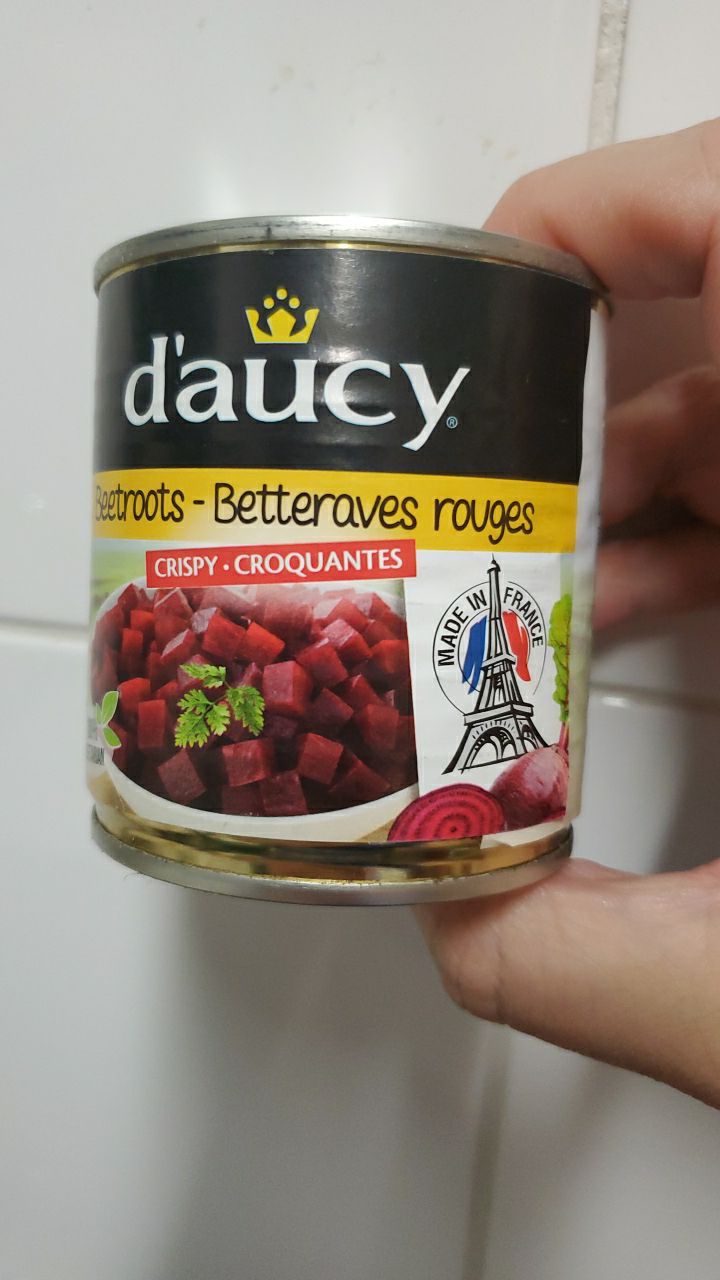 d'aucy®
Beetroots - Betteraves rouges
CRISPY • CROQUANTES
MADE IN FRANCE